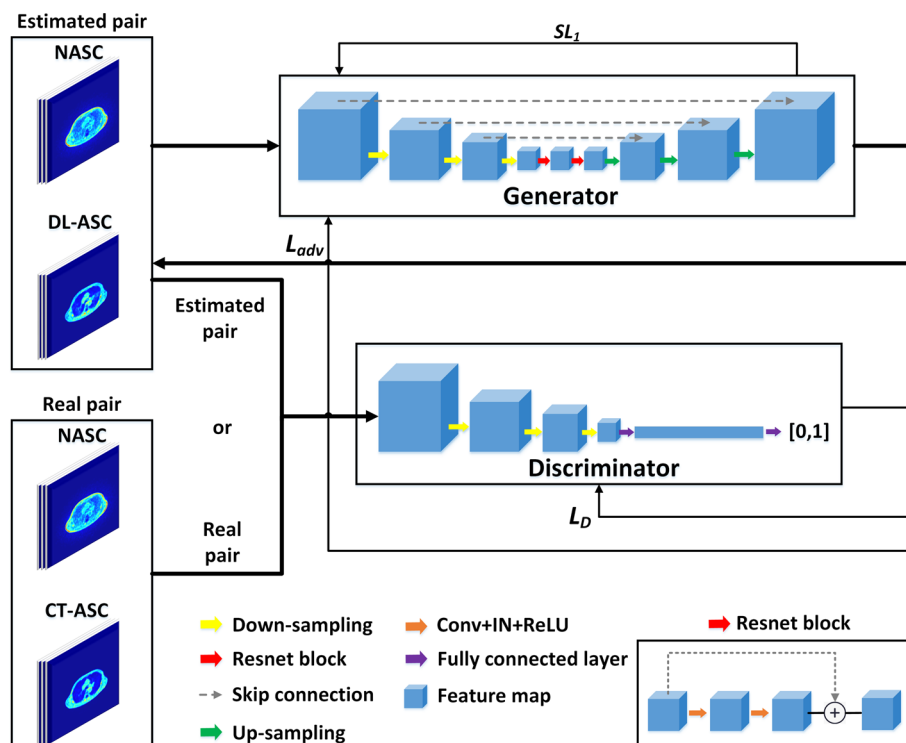 Estimated pair
NASC
DL-ASC
SL₁
Generator
L_adv
Estimated
pair
or
Real
pair
Real pair
NASC
CT-ASC
[0,1]
Discriminator
L_D
Down-sampling
Resnet block
Skip connection
Up-sampling
Conv+IN+ReLU
Fully connected layer
Feature map
Resnet block
+